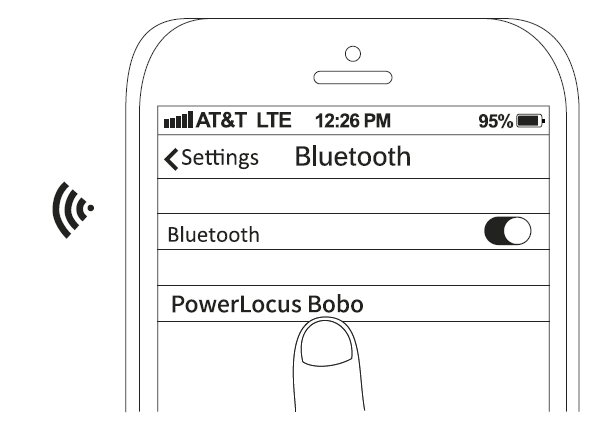 AT&T LTE 12:26 PM 95%
Settings Bluetooth
Bluetooth
PowerLocus Bobo